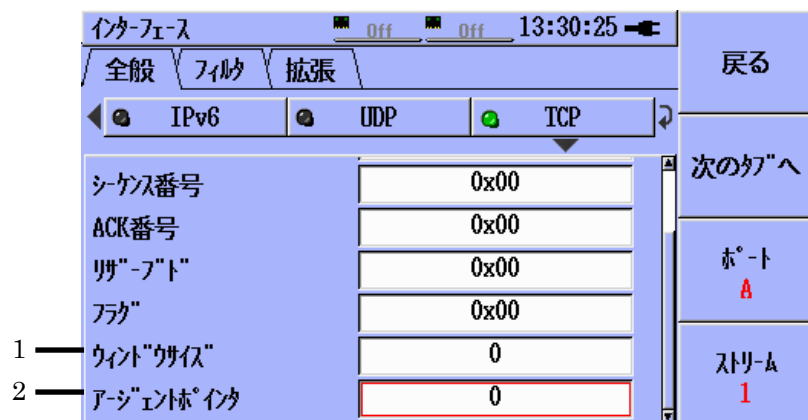 ｲﾝﾀｰﾌｪｰｽ Off Off 13:30:25
全般 ﾌｨﾙﾀ 拡張
IPv6 UDP TCP
ｼｰｹﾝｽ番号 0x00
ACK番号 0x00
ﾘｻﾞｰﾌﾞﾄﾞ 0x00
ﾌﾗｸﾞ 0x00
1 ｳｨﾝﾄﾞｳｻｲｽﾞ 0
2 ｱｰｼﾞｪﾝﾄﾎﾟｲﾝﾀ 0
戻る
次のﾀﾌﾞへ
ﾎﾟｰﾄ
A
ｽﾄﾘｰﾑ
1